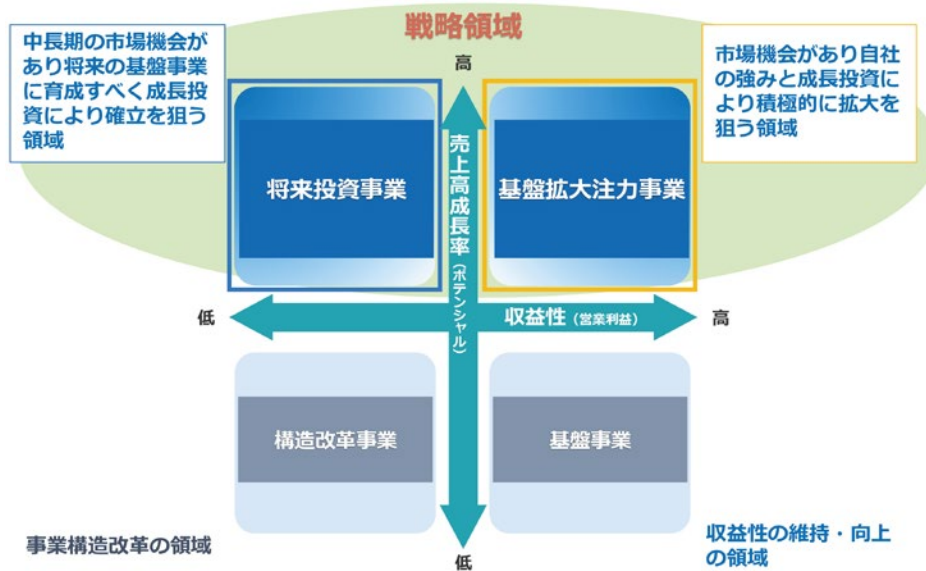 戦略領域
中長期の市場機会が
あり将来の基盤事業
に育成すべく成長投
資により確立を狙う
領域
高
市場機会があり自社
の強みと成長投資に
より積極的に拡大を
狙う領域
将来投資事業
売上高成長率(ポテンシャル)
基盤拡大注力事業
低
収益性(営業利益)
高
構造改革事業
基盤事業
事業構造改革の領域
低
収益性の維持・向上
の領域